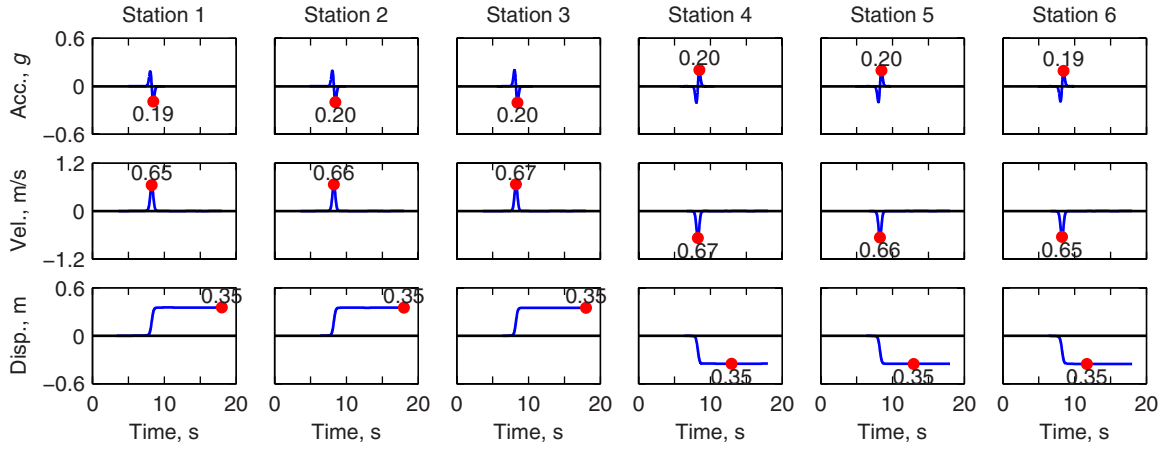 Station 1 Station 2 Station 3 Station 4 Station 5 Station 6
Acc., g
0.6
0
−0.6
0.19 0.20 0.20 0.20 0.20 0.19
Vel., m/s
1.2
0
−1.2
0.65 0.66 0.67 0.67 0.66 0.65
Disp., m
0.6
0
−0.6
0.35 0.35 0.35 0.35 0.35 0.35
0 10 20 0 10 20 0 10 20 0 10 20 0 10 20 0 10 20
Time, s Time, s Time, s Time, s Time, s Time, s